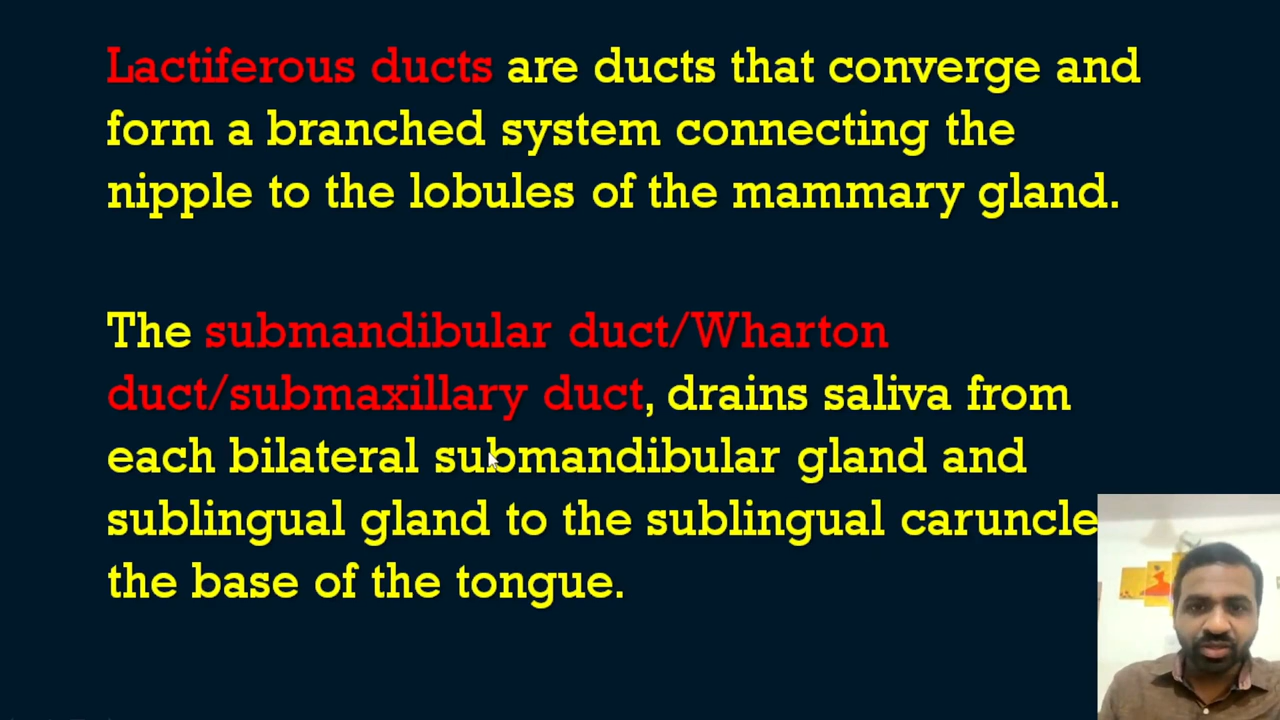 Lactiferous ducts are ducts that converge and
form a branched system connecting the
nipple to the lobules of the mammary gland.
The submandibular duct/Wharton
duct/submaxillary duct, drains saliva from
each bilateral submandibular gland and
sublingual gland to the sublingual caruncle
the base of the tongue.